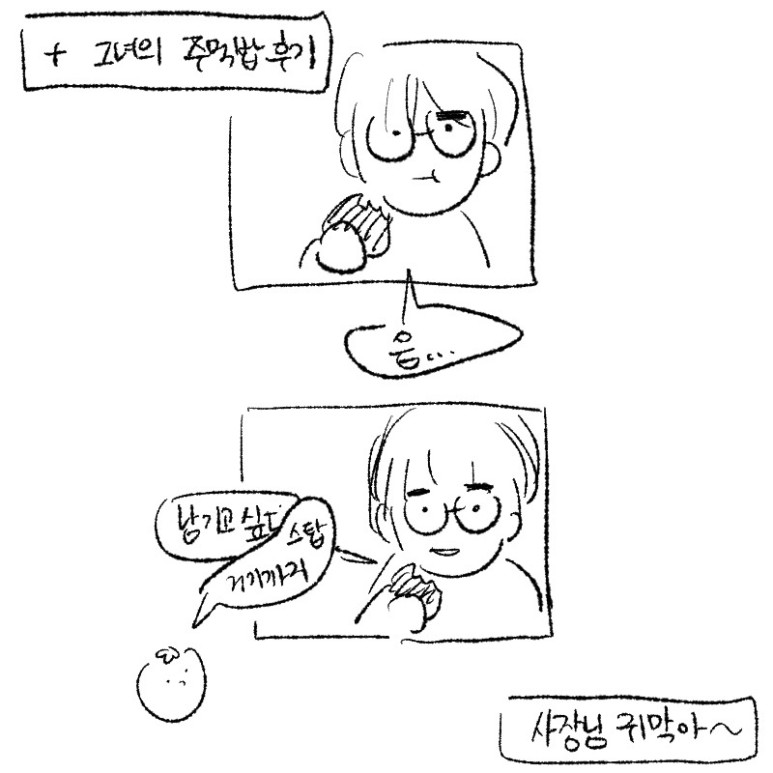 + 그녀의 주먹밥 후기
음...
남기고 싶다
스탑
거기까지
사장님 귀 막아~